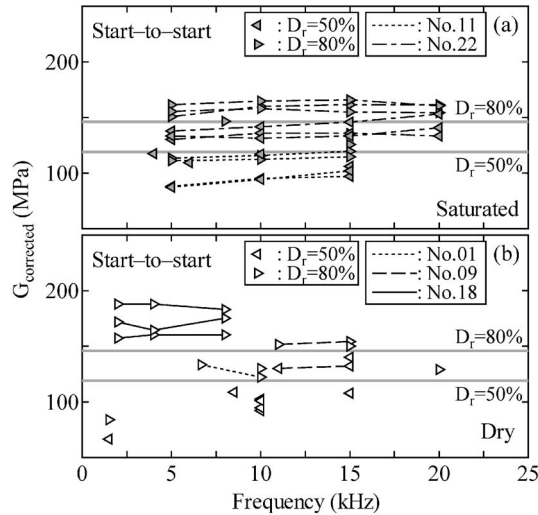 Start–to–start
: Dr=50%
: Dr=80%
: No.11
: No.22
(a)
200
150
100
Dr=80%
Dr=50%
Saturated
Gcorrected (MPa)
Start–to–start
: Dr=50%
: Dr=80%
: No.01
: No.09
: No.18
(b)
200
150
100
Dr=80%
Dr=50%
Dry
0 5 10 15 20 25
Frequency (kHz)